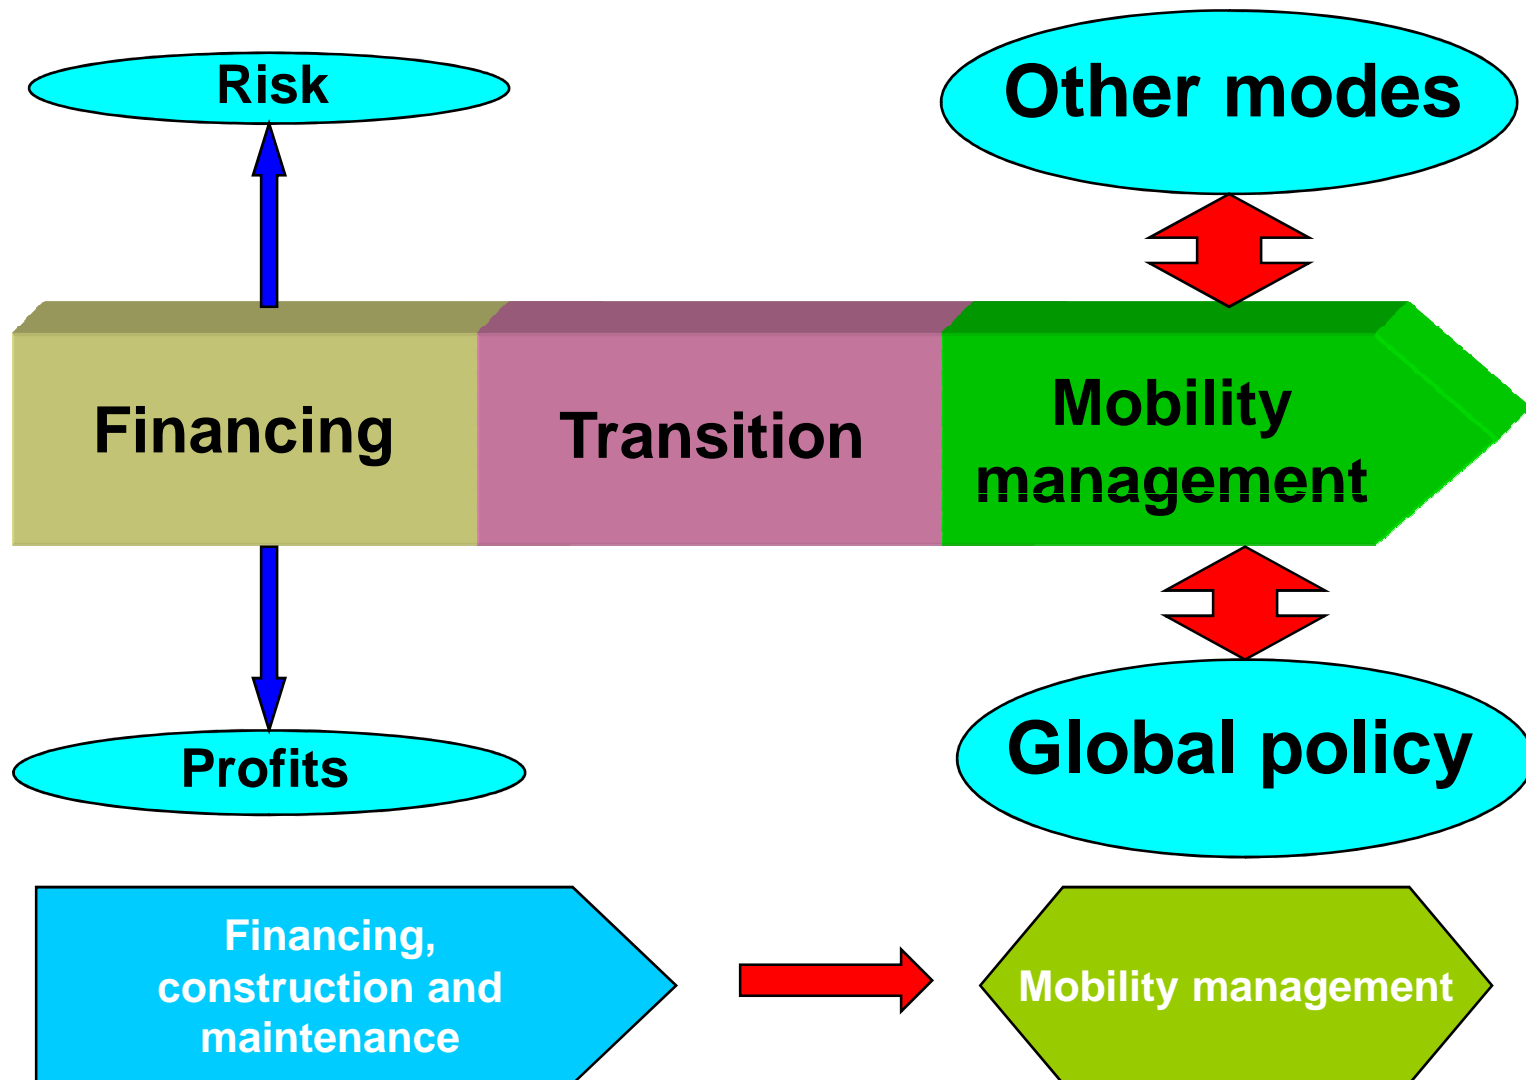 Risk
Other modes
Financing
Transition
Mobility
management
Profits
Global policy
Financing,
construction and
maintenance
Mobility management